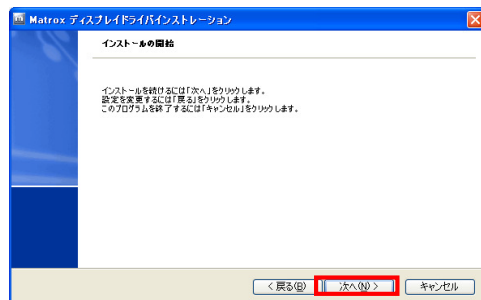 Matrox ディスプレイドライバインストレーション
インストールの開始
インストールを続けるには「次へ」をクリックします。
設定を変更するには「戻る」をクリックします。
このプログラムを終了するには「キャンセル」をクリックします。
< 戻る(B)
次へ(N) >
キャンセル